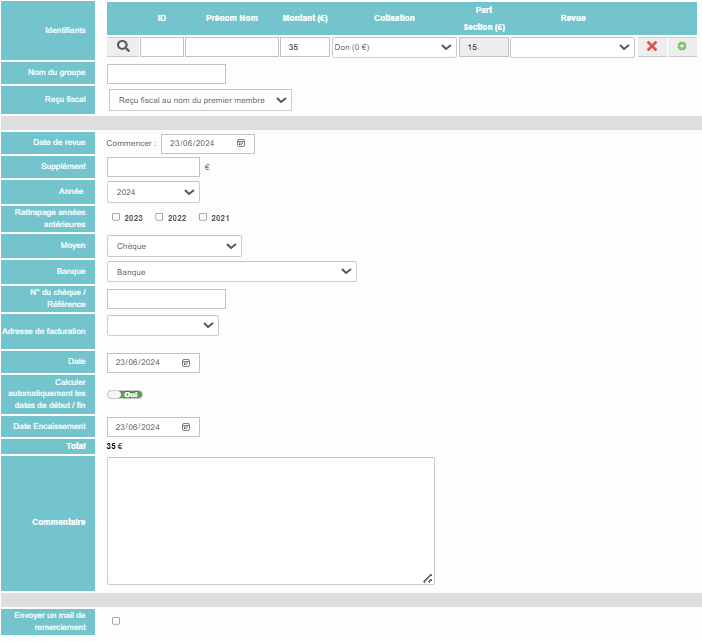 Identifiants
ID Prénom Nom Montant (€) Cotisation Part Section (€) Revue
35 Don (0 €) 15
Nom du groupe
Reçu fiscal Reçu fiscal au nom du premier membre
Date de revue Commencer : 23/06/2024
Supplément €
Année 2024
Rattrapage années
antérieures
2023 2022 2021
Moyen Chèque
Banque Banque
N° du chèque /
Référence
Adresse de facturation
Date 23/06/2024
Calculer
automatiquement les
dates de début / fin
Oui
Date Encaissement 23/06/2024
Total 35 €
Commentaire
Envoyer un mail de
remerciement